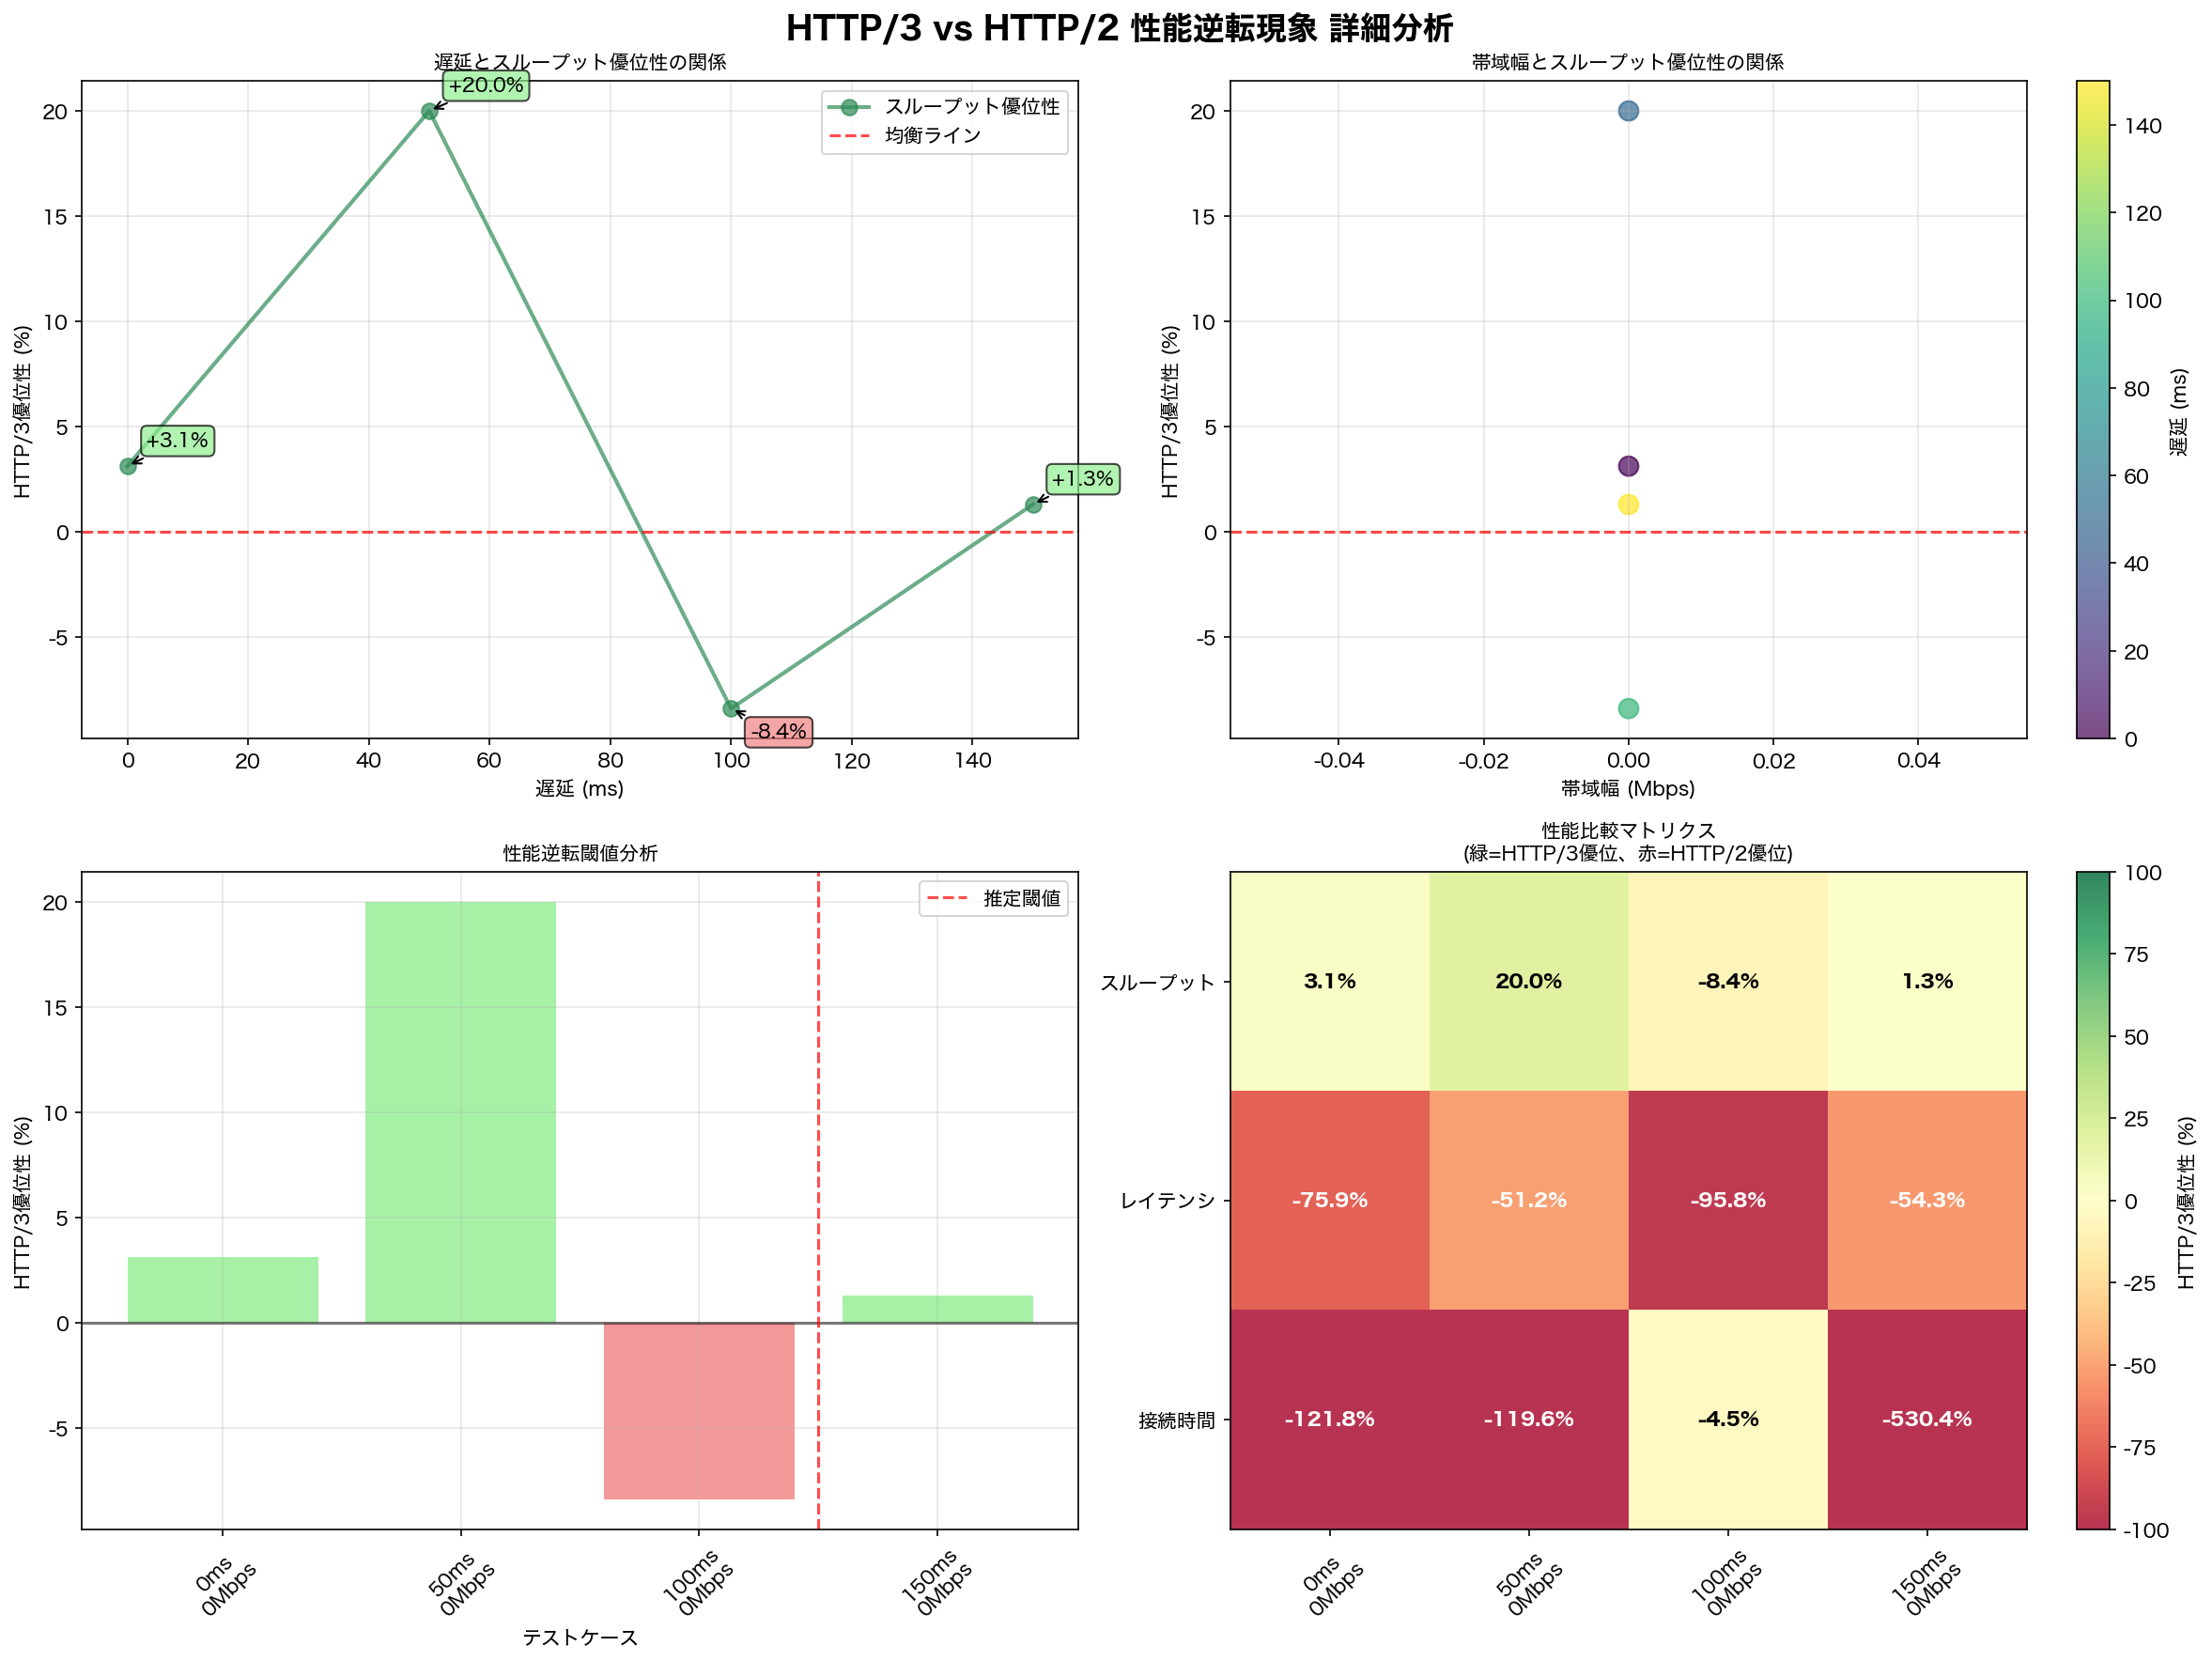 HTTP/3 vs HTTP/2 性能逆転現象 詳細分析
遅延とスループット優位性の関係
HTTP/3優位性 (%)
20
15
10
5
0
-5
+3.1%
+20.0%
-8.4%
+1.3%
スループット優位性
均衡ライン
0 20 40 60 80 100 120 140
遅延 (ms)
帯域幅とスループット優位性の関係
HTTP/3優位性 (%)
20
15
10
5
0
-5
-0.04 -0.02 0.00 0.02 0.04
帯域幅 (Mbps)
140
120
100
80
60
40
20
0
遅延 (ms)
性能逆転閾値分析
HTTP/3優位性 (%)
20
15
10
5
0
-5
推定閾値
0ms
0Mbps
50ms
0Mbps
100ms
0Mbps
150ms
0Mbps
テストケース
性能比較マトリクス
(緑=HTTP/3優位、赤=HTTP/2優位)
スループット 3.1% 20.0% -8.4% 1.3%
レイテンシ -75.9% -51.2% -95.8% -54.3%
接続時間 -121.8% -119.6% -4.5% -530.4%
0ms
0Mbps
50ms
0Mbps
100ms
0Mbps
150ms
0Mbps
100
75
50
25
0
-25
-50
-75
-100
HTTP/3優位性 (%)